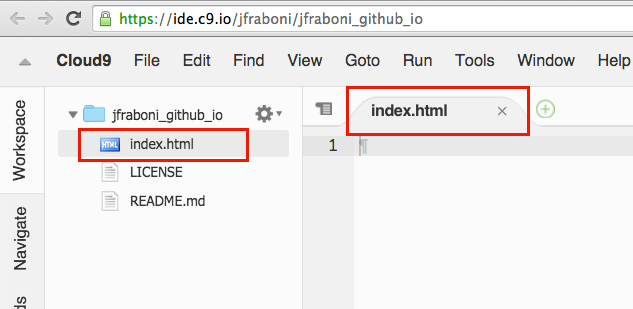 https://ide.c9.io/jfraboni/jfraboni_github_io
Cloud9 File Edit Find View Goto Run Tools Window Help
Workspace
Navigate
jfraboni_github_io
index.html
HTML
LICENSE
README.md
index.html
1
¶